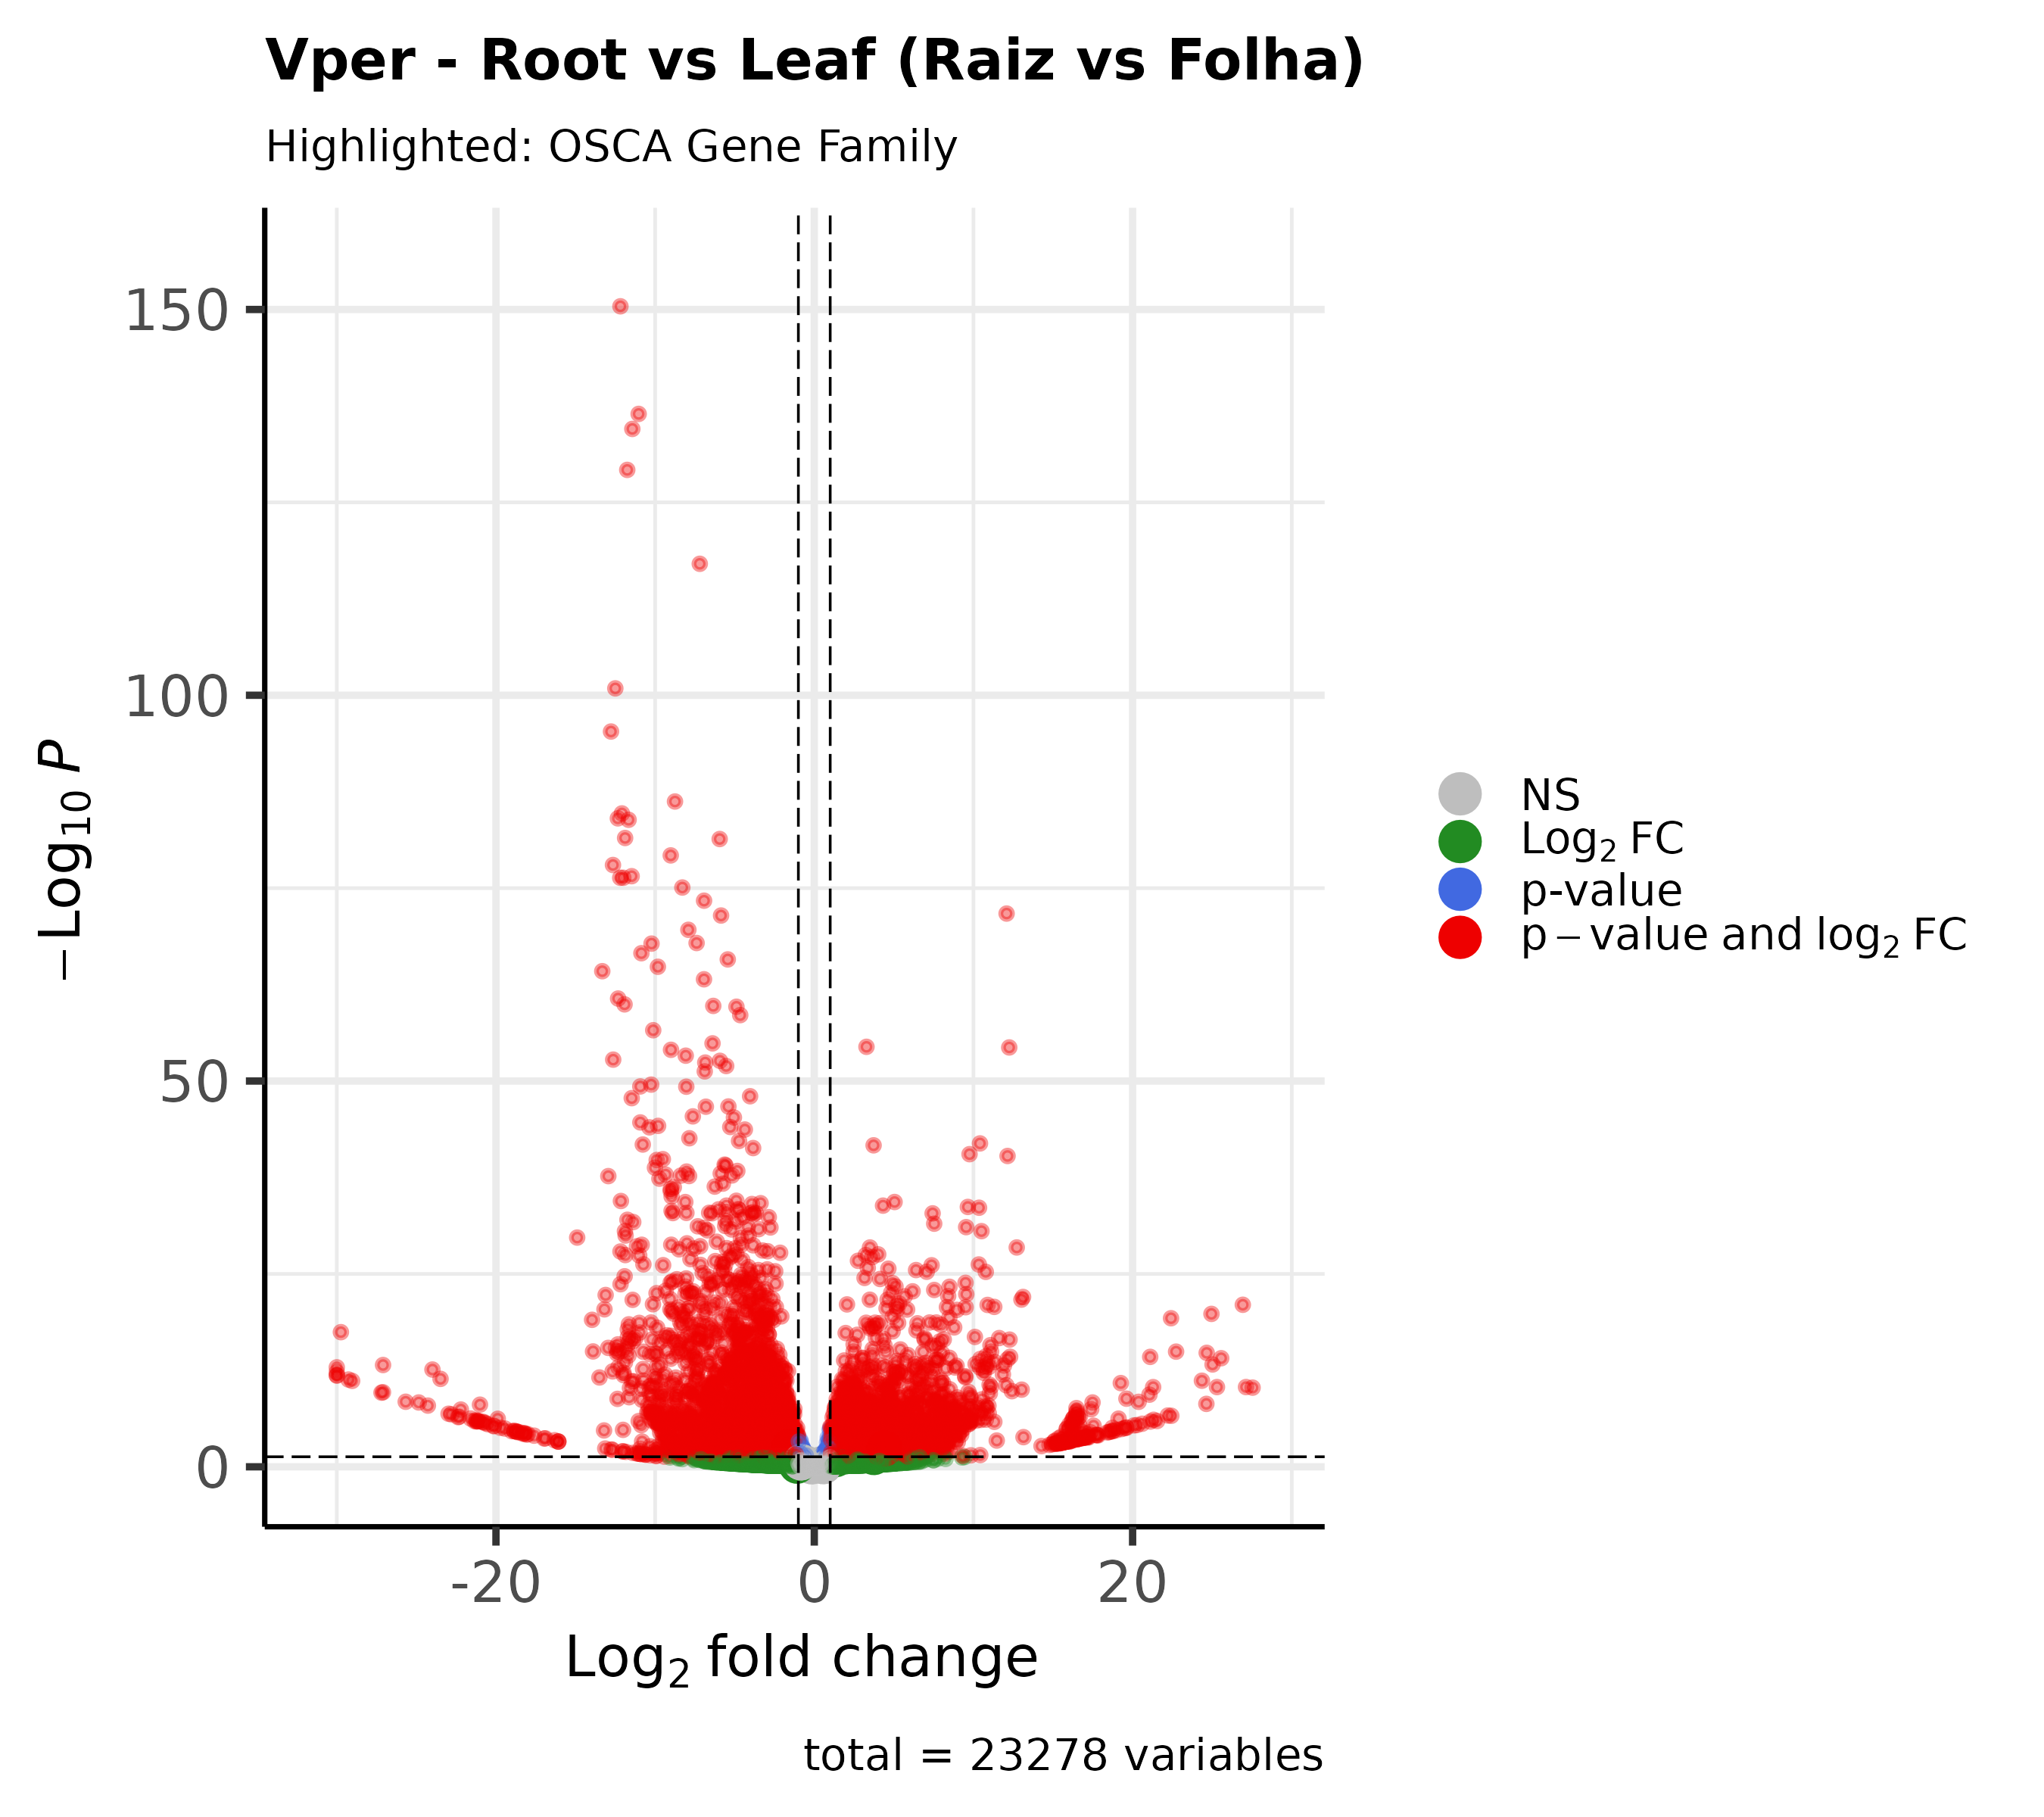 Vper - Root vs Leaf (Raiz vs Folha)
Highlighted: OSCA Gene Family
150
100
50
0
−Log₁₀ P
-20
0
20
Log₂ fold change
NS
Log₂ FC
p-value
p − value and log₂ FC
total = 23278 variables